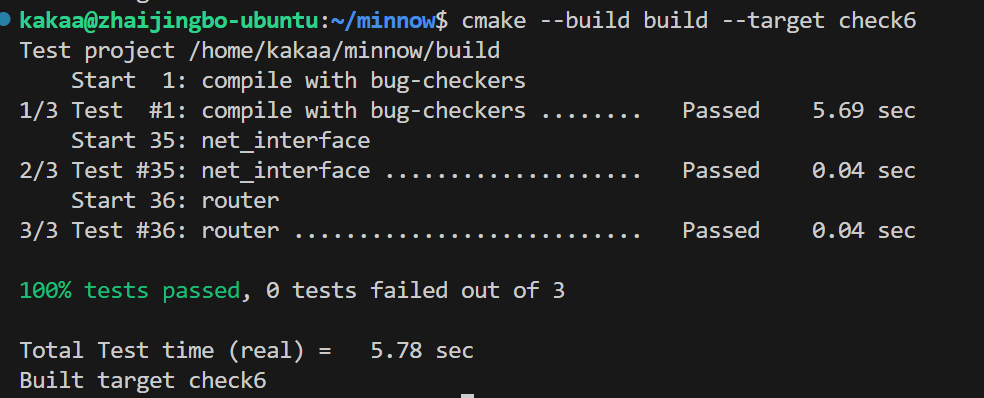 kakaa@zhaijingbo-ubuntu:~/minnow$ cmake --build build --target check6
Test project /home/kakaa/minnow/build
    Start  1: compile with bug-checkers
1/3 Test  #1: compile with bug-checkers ........   Passed    5.69 sec
    Start 35: net_interface
2/3 Test #35: net_interface ....................   Passed    0.04 sec
    Start 36: router
3/3 Test #36: router ...........................   Passed    0.04 sec

100% tests passed, 0 tests failed out of 3

Total Test time (real) =   5.78 sec
Built target check6